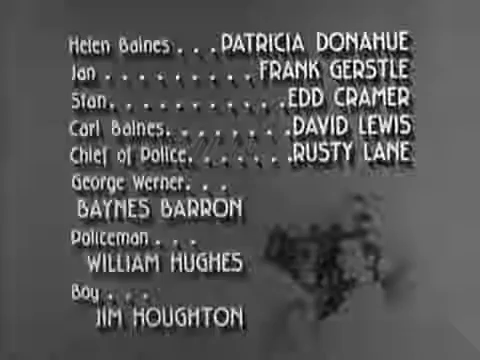 Helen Baines . . . PATRICIA DONAHUE
Jan . . . . . . . . . FRANK GERSTLE
Stan. . . . . . . . . . . EDD CRAMER
Carl Baines. . . . . . . . DAVID LEWIS
Chief of Police. . . . . . . RUSTY LANE
George Werner. . .
BAYNES BARRON
Policeman . . .
WILLIAM HUGHES
Boy . . .
JIM HOUGHTON